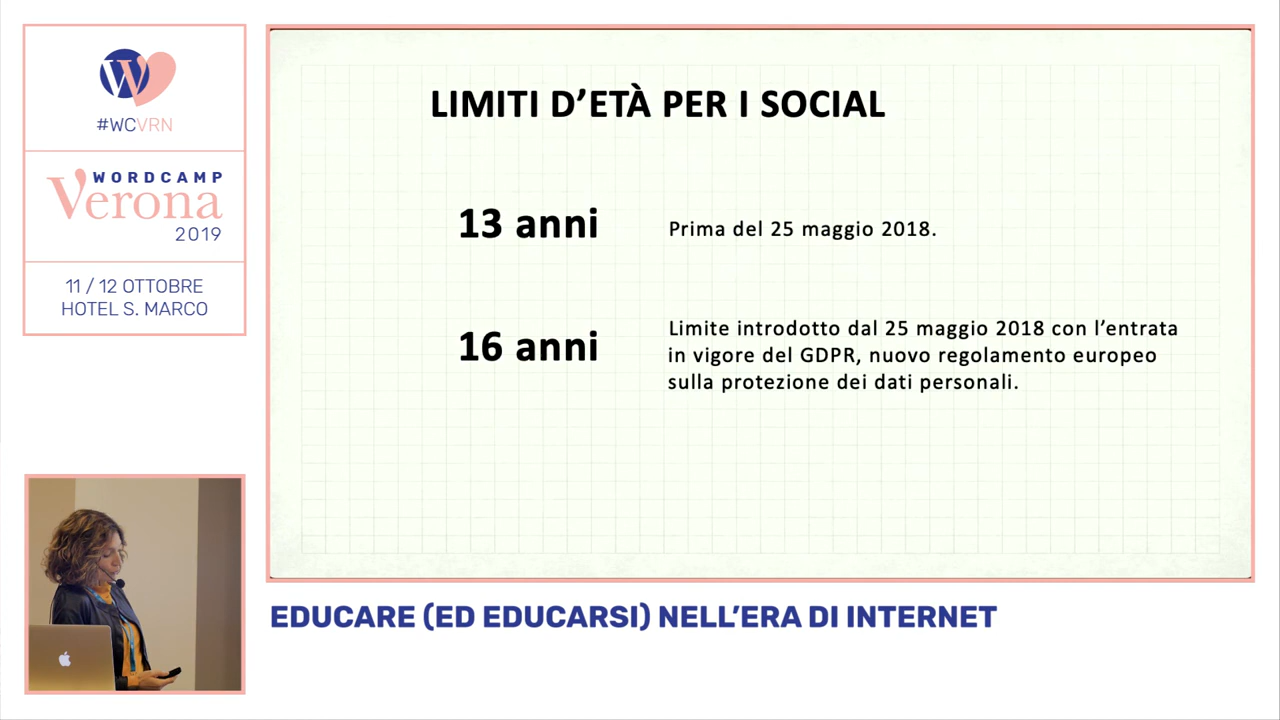 #WCVRN
WORDCAMP
Verona
2019
11 / 12 OTTOBRE
HOTEL S. MARCO
LIMITI D’ETÀ PER I SOCIAL
13 anni
Prima del 25 maggio 2018.
16 anni
Limite introdotto dal 25 maggio 2018 con l’entrata
in vigore del GDPR, nuovo regolamento europeo
sulla protezione dei dati personali.
EDUCARE (ED EDUCARSI) NELL’ERA DI INTERNET